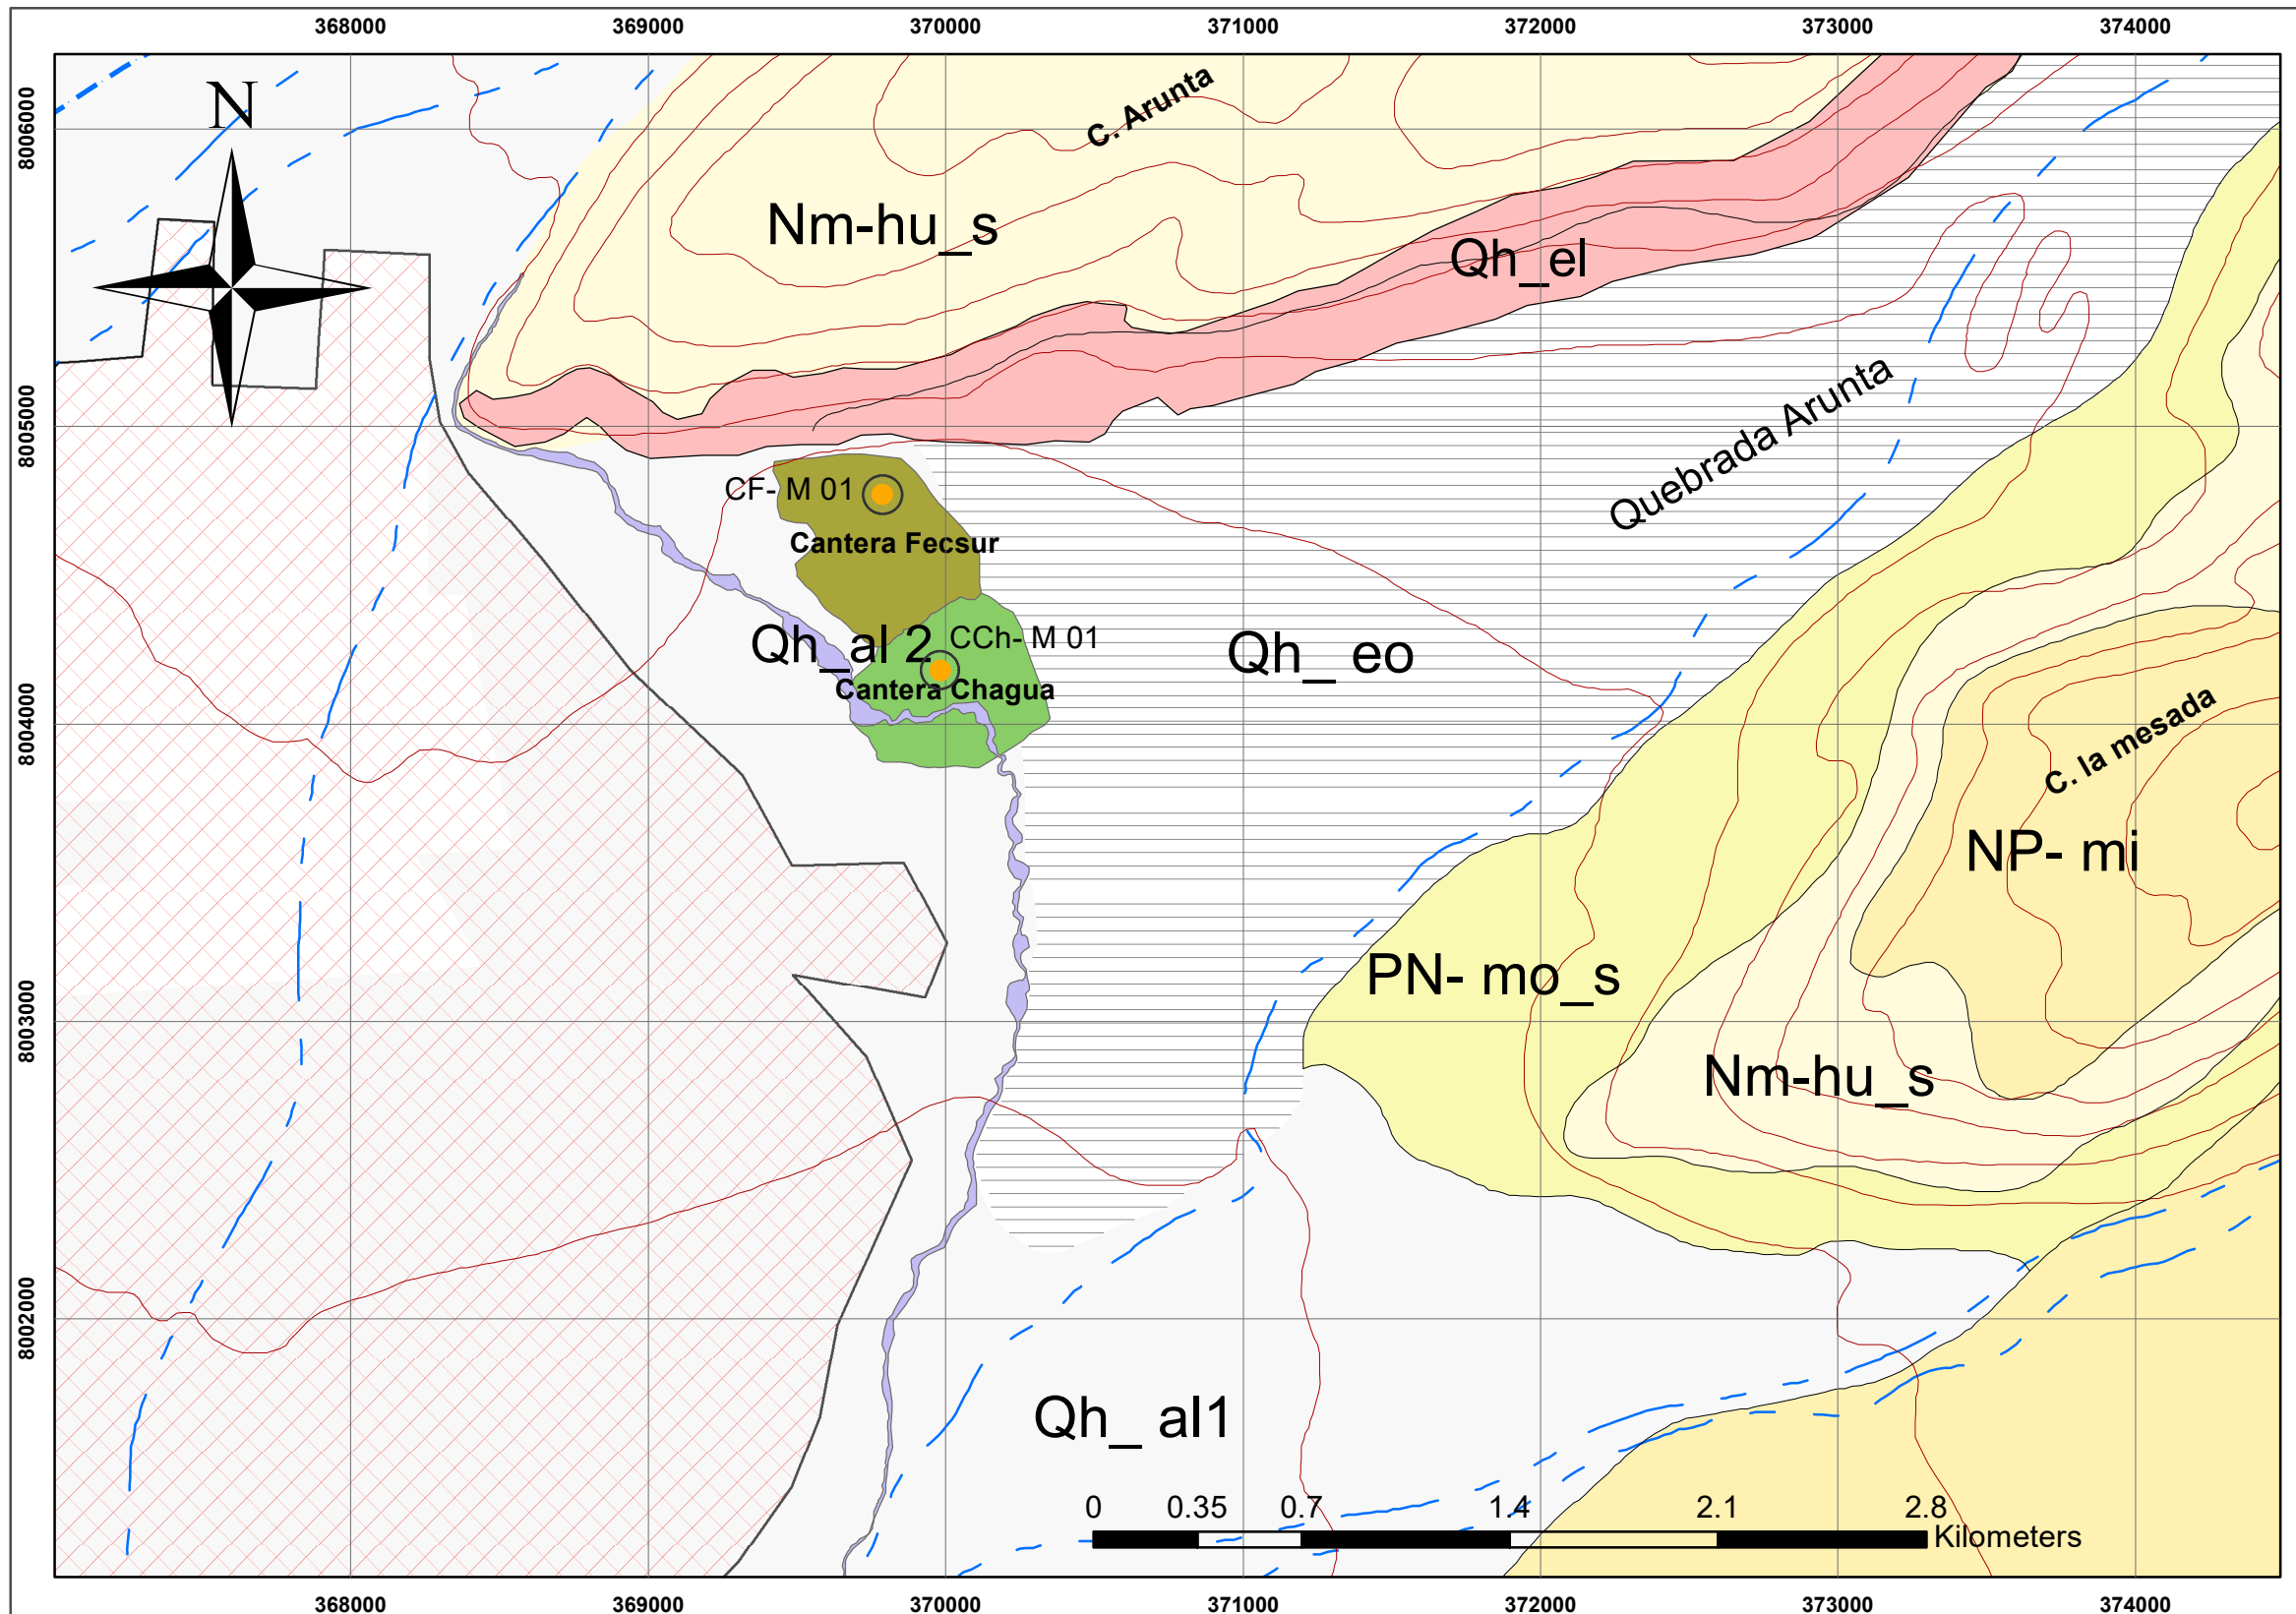 368000 369000 370000 371000 372000 373000 374000
8006000
N
C. Arunta
Nm-hu_s
Qh_el
8005000
Quebrada Arunta
CF- M 01
Cantera Fecsur
Qh_al 2
CCh- M 01
Qh_ eo
Cantera Chagua
8004000
C. la mesada
NP- mi
PN- mo_s
8003000
Nm-hu_s
8002000
Qh_ al1
0 0.35 0.7 1.4 2.1 2.8
Kilometers
368000 369000 370000 371000 372000 373000 374000